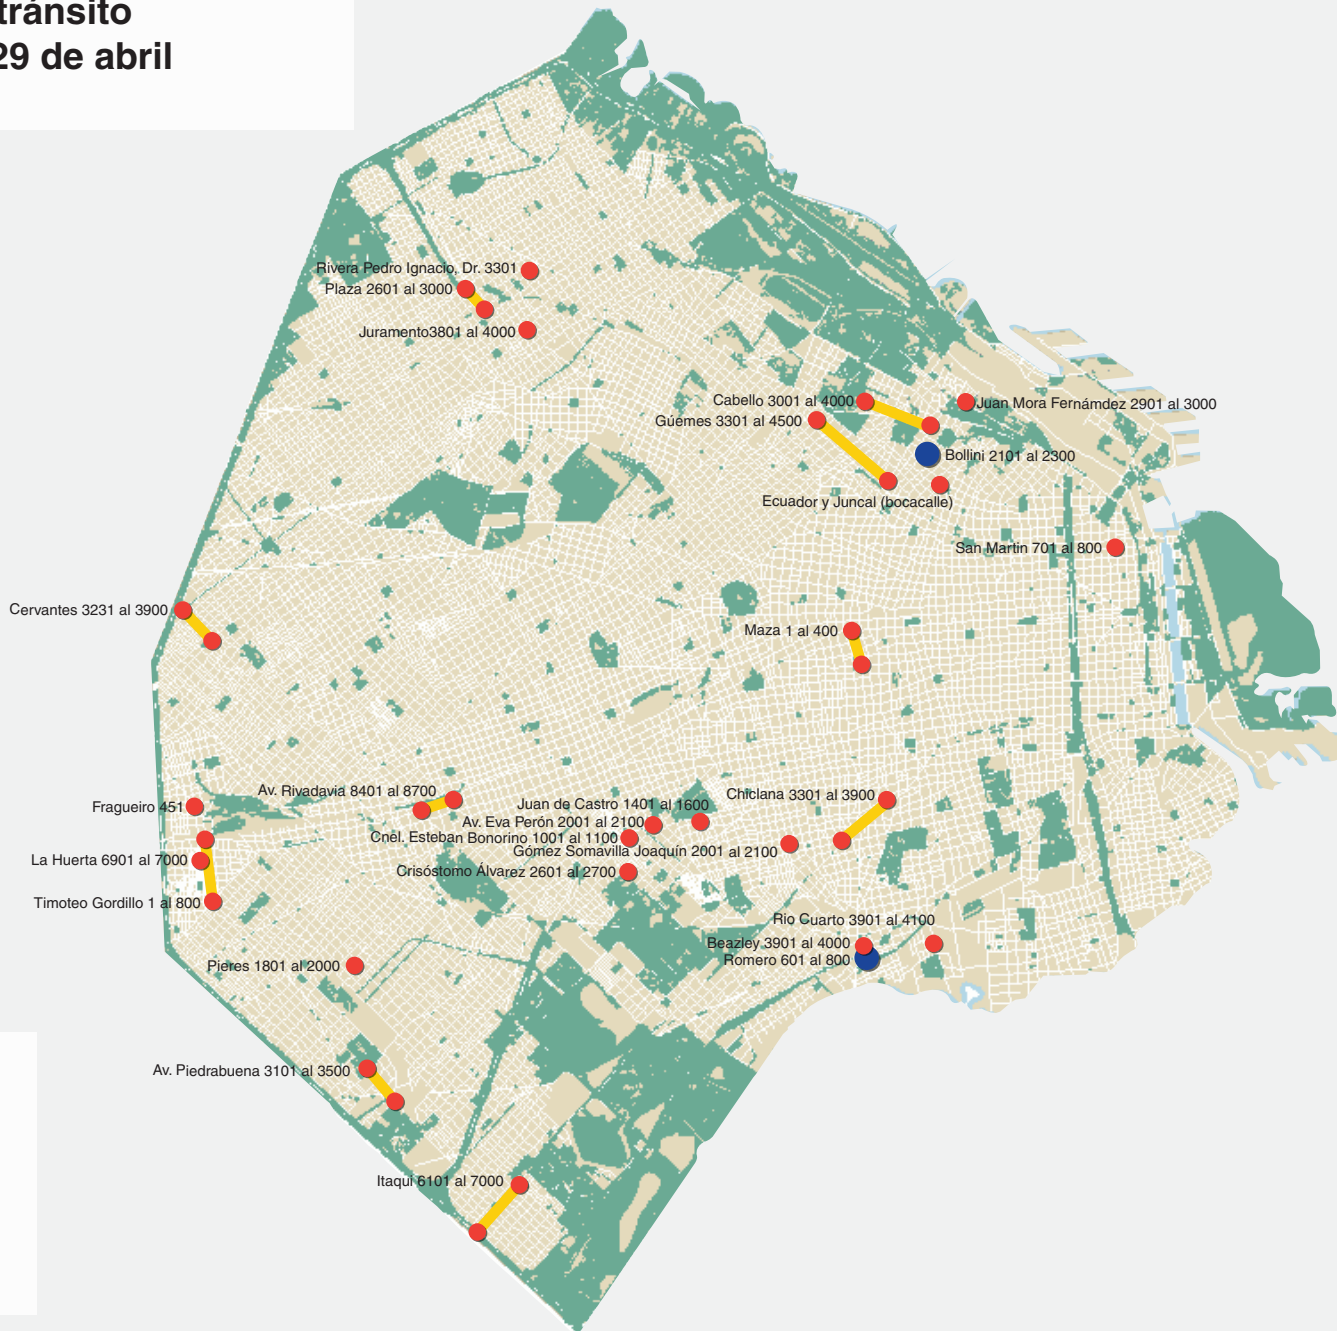 tránsito
29 de abril
Rivera Pedro Ignacio, Dr. 3301
Plaza 2601 al 3000
Juramento3801 al 4000
Cabello 3001 al 4000
Juan Mora Fernámdez 2901 al 3000
Gúemes 3301 al 4500
Bollini 2101 al 2300
Ecuador y Juncal (bocacalle)
San Martin 701 al 800
Cervantes 3231 al 3900
Maza 1 al 400
Av. Rivadavia 8401 al 8700
Chiclana 3301 al 3900
Fragueiro 451
Juan de Castro 1401 al 1600
Av. Eva Perón 2001 al 2100
Cnel. Esteban Bonorino 1001 al 1100
Gómez Somavilla Joaquín 2001 al 2100
La Huerta 6901 al 7000
Crisóstomo Álvarez 2601 al 2700
Timoteo Gordillo 1 al 800
Rio Cuarto 3901 al 4100
Beazley 3901 al 4000
Romero 601 al 800
Pieres 1801 al 2000
Av. Piedrabuena 3101 al 3500
Itaqui 6101 al 7000